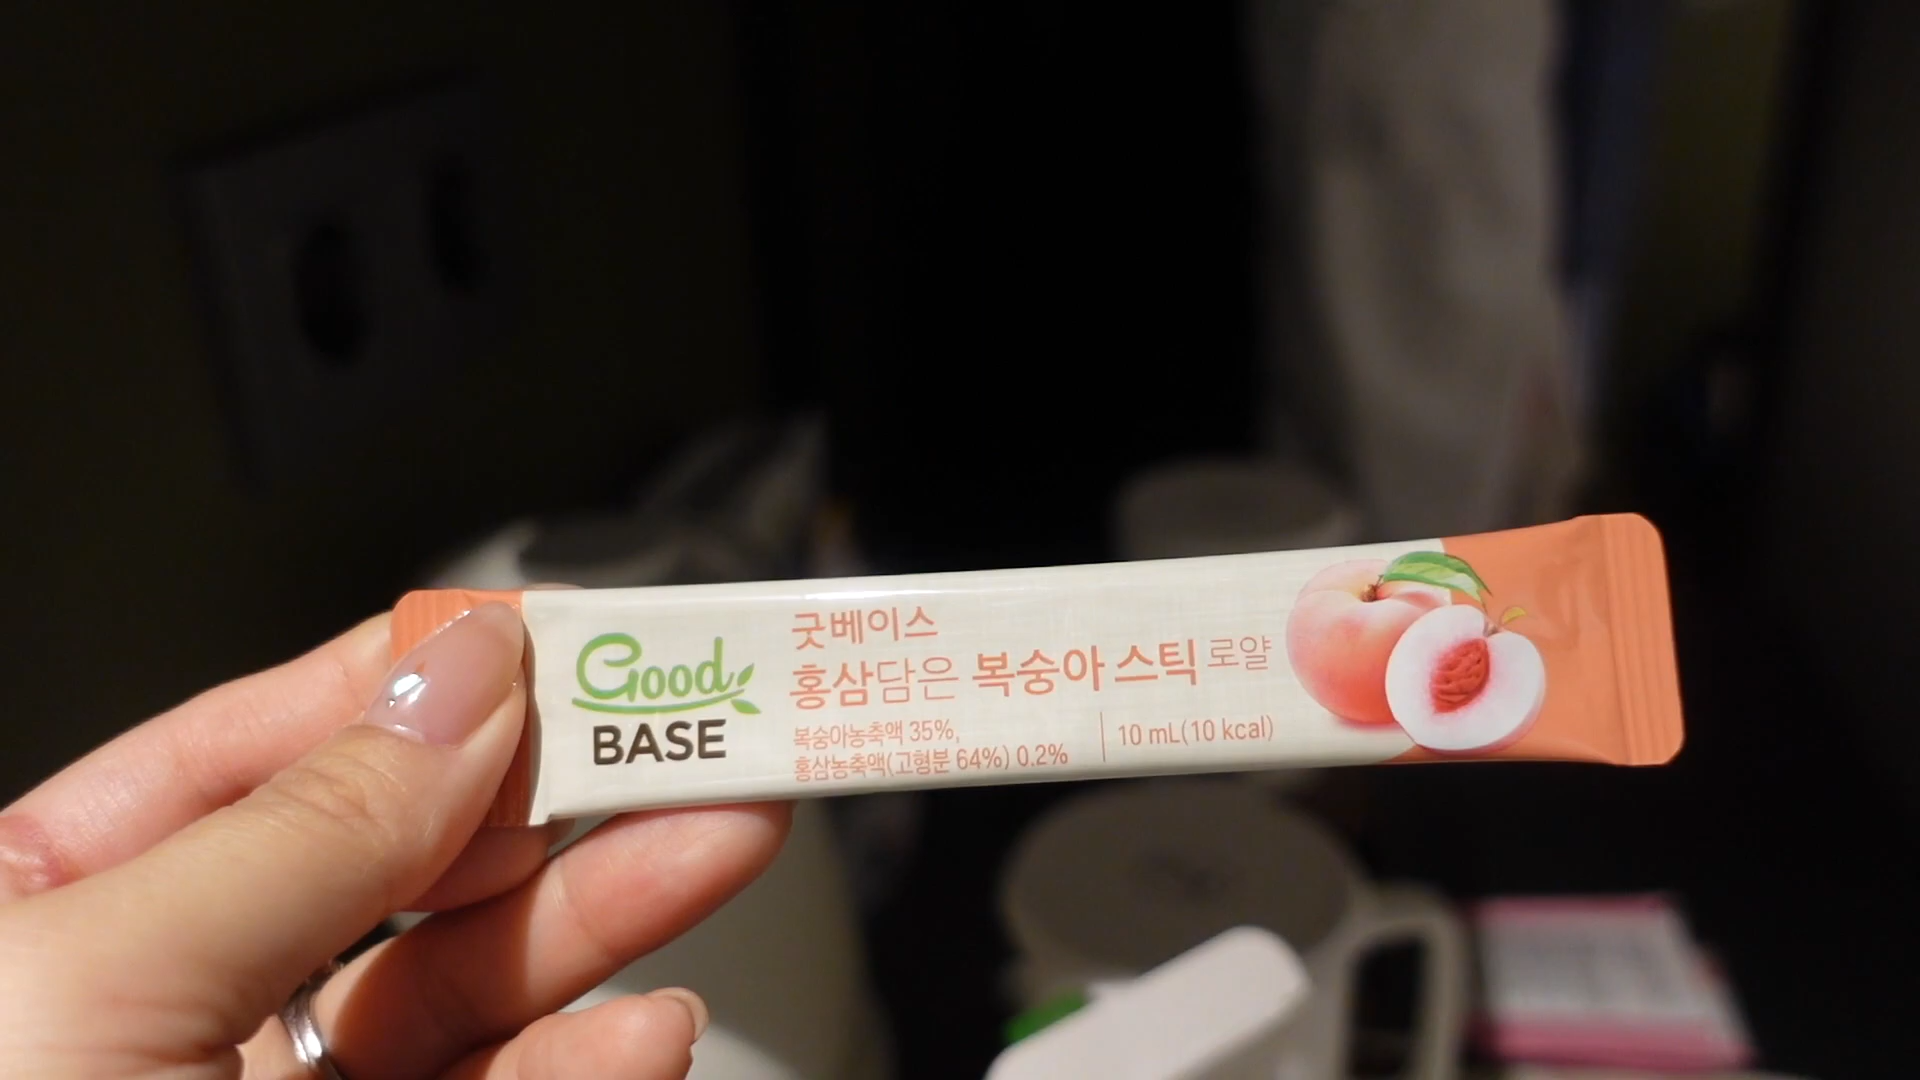 Good
BASE
굿베이스
홍삼담은 복숭아 스틱 로얄
복숭아농축액 35%,
홍삼농축액(고형분 64%) 0.2%
10 mL(10 kcal)